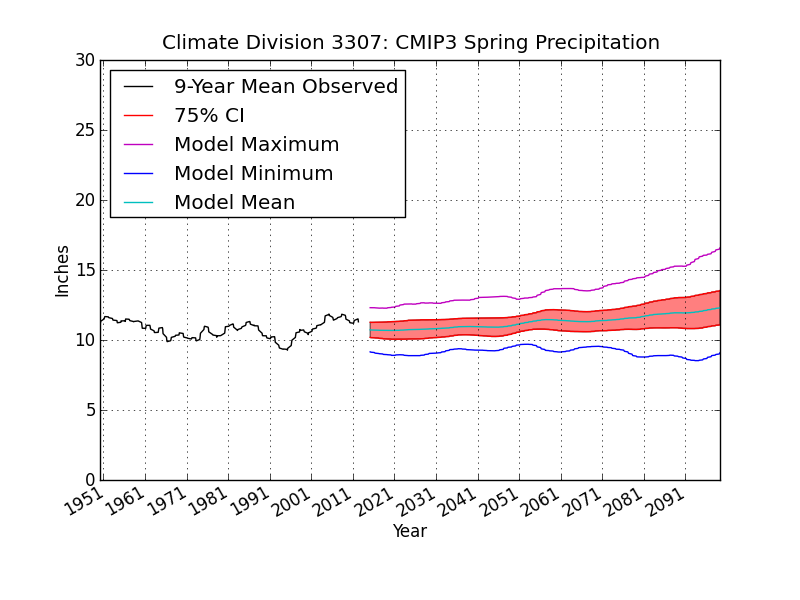 Climate Division 3307: CMIP3 Spring Precipitation
30
25
20
15
10
5
0
Inches
9-Year Mean Observed
75% CI
Model Maximum
Model Minimum
Model Mean
1951 1961 1971 1981 1991 2001 2011 2021 2031 2041 2051 2061 2071 2081 2091
Year